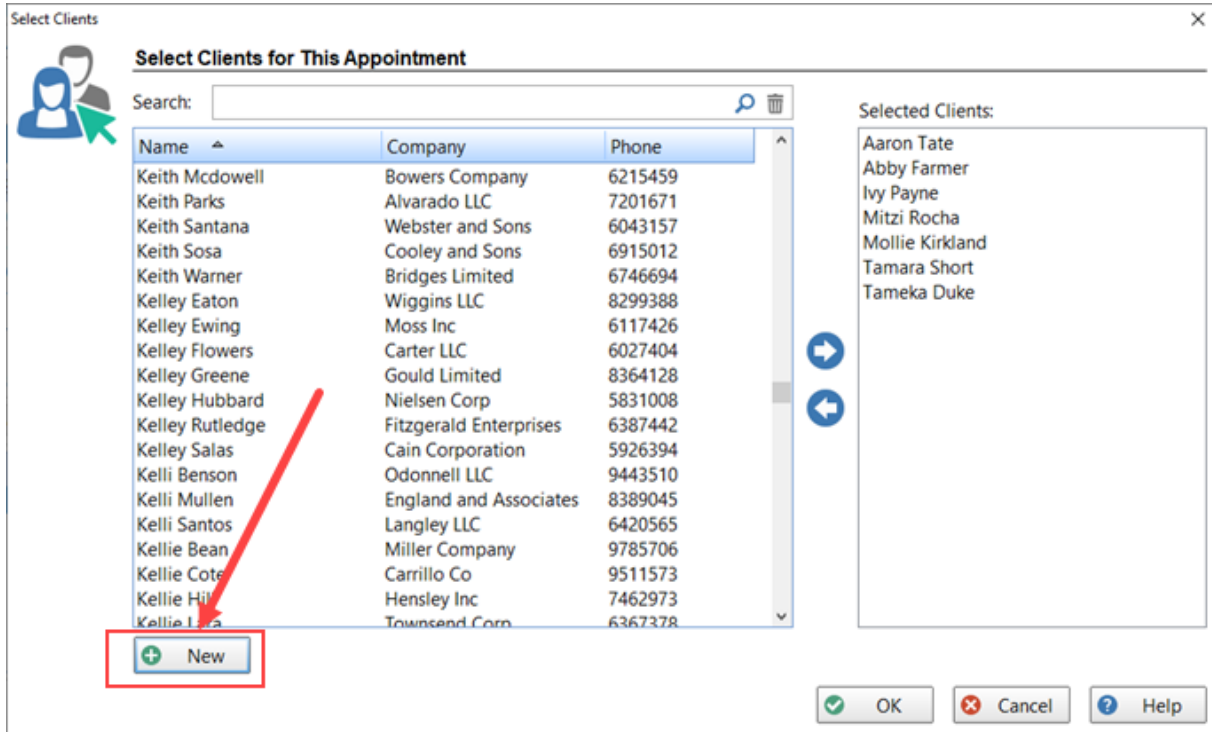 Select Clients
Select Clients for This Appointment
Search:
Selected Clients:
Name Company Phone
Keith Mcdowell Bowers Company 6215459
Keith Parks Alvarado LLC 7201671
Keith Santana Webster and Sons 6043157
Keith Sosa Cooley and Sons 6915012
Keith Warner Bridges Limited 6746694
Kelley Eaton Wiggins LLC 8299388
Kelley Ewing Moss Inc 6117426
Kelley Flowers Carter LLC 6027404
Kelley Greene Gould Limited 8364128
Kelley Hubbard Nielsen Corp 5831008
Kelley Rutledge Fitzgerald Enterprises 6387442
Kelley Salas Cain Corporation 5926394
Kelli Benson Odonnell LLC 9443510
Kelli Mullen England and Associates 8389045
Kelli Santos Langley LLC 6420565
Kellie Bean Miller Company 9785706
Kellie Cote Carrillo Co 9511573
Kellie Hensley Inc 7462973
Kellie Townsend Corp 6367378
Aaron Tate
Abby Farmer
Ivy Payne
Mitzi Rocha
Mollie Kirkland
Tamara Short
Tameka Duke
New
OK Cancel Help